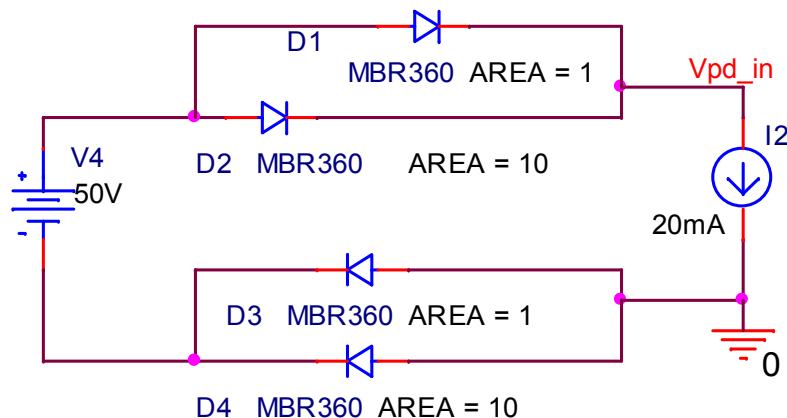 D1
MBR360 AREA = 1
Vpd_in
V4
+
50V
-
D2 MBR360 AREA = 10
I2
20mA
D3 MBR360 AREA = 1
0
D4 MBR360 AREA = 10